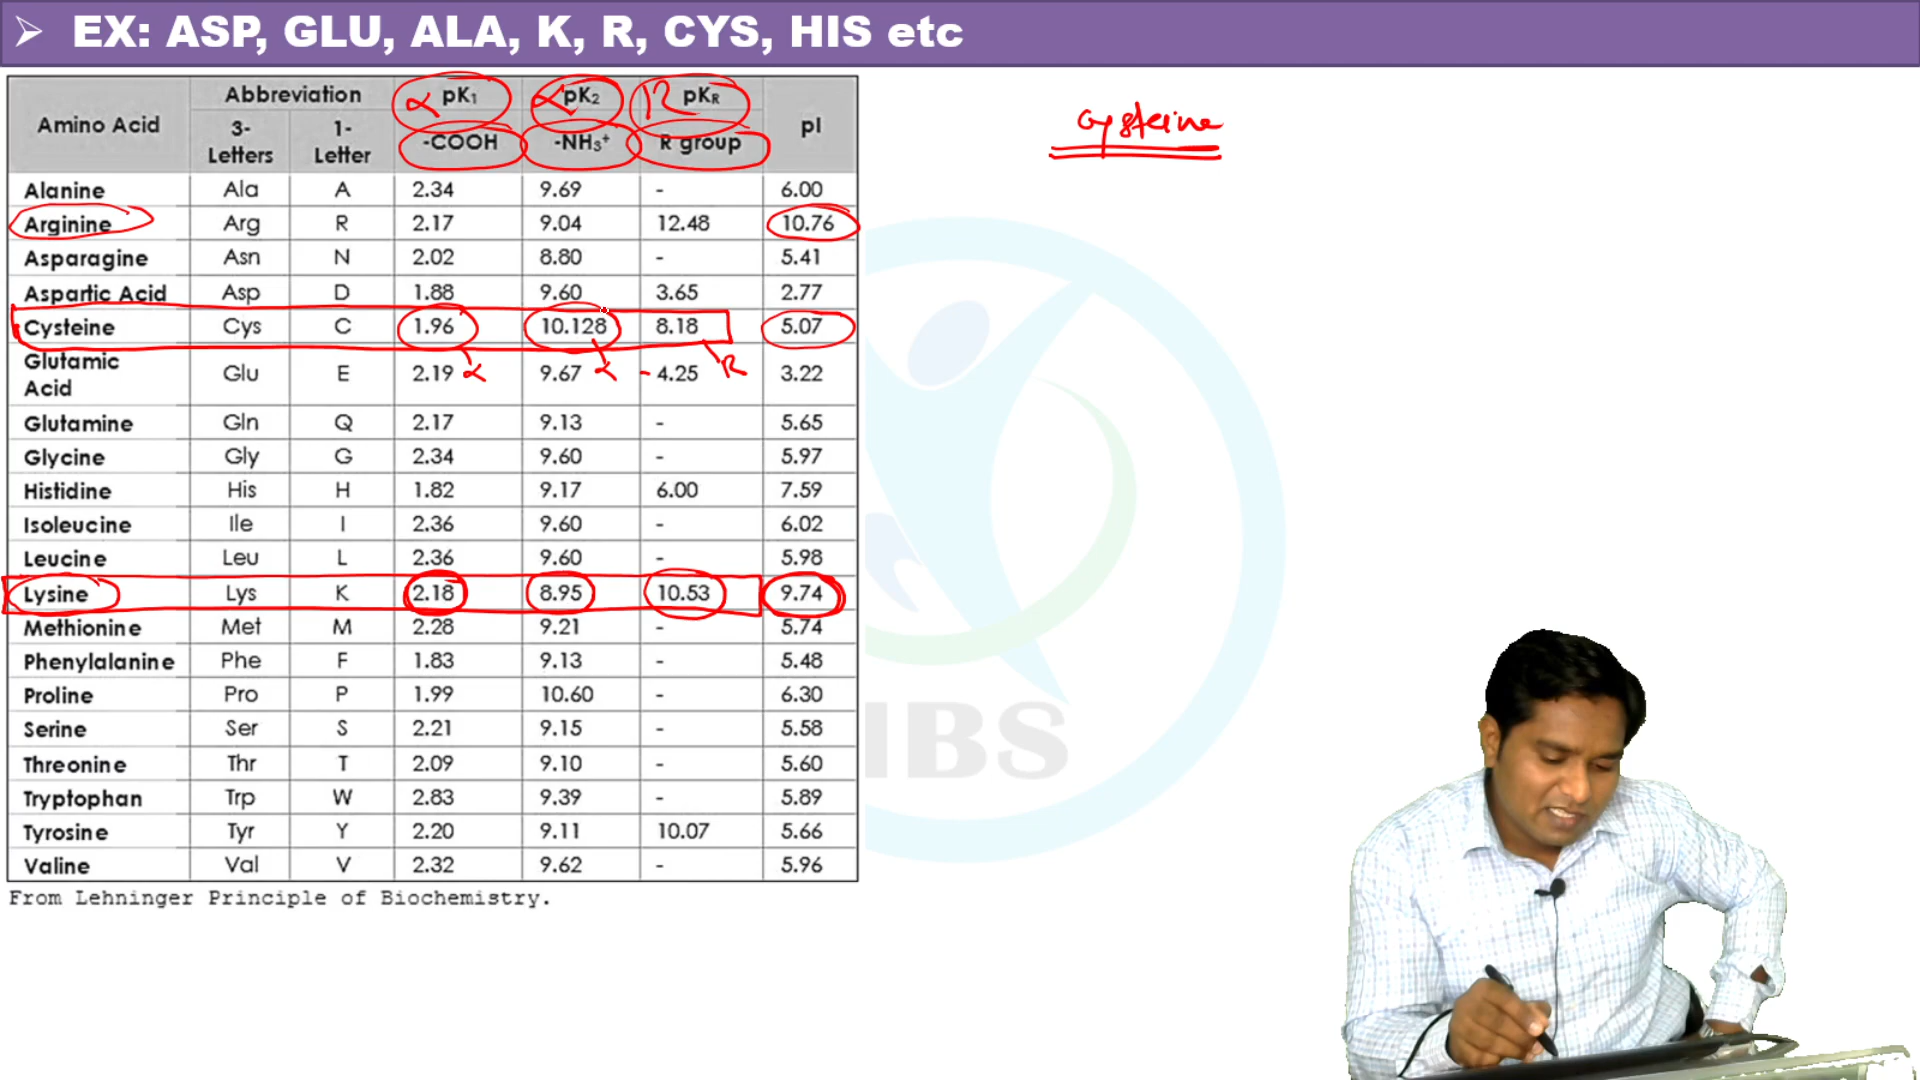 ➤ EX: ASP, GLU, ALA, K, R, CYS, HIS etc
Amino Acid Abbreviation α pK₁ α pK₂ R pKR pI
3-Letters 1-Letter -COOH -NH₃⁺ R group
Alanine Ala A 2.34 9.69 - 6.00
Arginine Arg R 2.17 9.04 12.48 10.76
Asparagine Asn N 2.02 8.80 - 5.41
Aspartic Acid Asp D 1.88 9.60 3.65 2.77
Cysteine Cys C 1.96 10.128 8.18 5.07
Glutamic Acid Glu E 2.19 α 9.67 α - 4.25 R 3.22
Glutamine Gln Q 2.17 9.13 - 5.65
Glycine Gly G 2.34 9.60 - 5.97
Histidine His H 1.82 9.17 6.00 7.59
Isoleucine Ile I 2.36 9.60 - 6.02
Leucine Leu L 2.36 9.60 - 5.98
Lysine Lys K 2.18 8.95 10.53 9.74
Methionine Met M 2.28 9.21 - 5.74
Phenylalanine Phe F 1.83 9.13 - 5.48
Proline Pro P 1.99 10.60 - 6.30
Serine Ser S 2.21 9.15 - 5.58
Threonine Thr T 2.09 9.10 - 5.60
Tryptophan Trp W 2.83 9.39 - 5.89
Tyrosine Tyr Y 2.20 9.11 10.07 5.66
Valine Val V 2.32 9.62 - 5.96
From Lehninger Principle of Biochemistry.
Cysteine
IBS